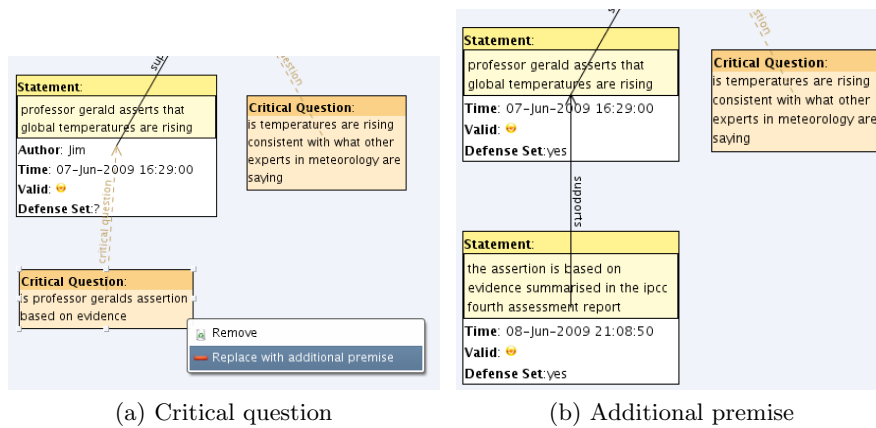 sup
estion
Statement:
professor gerald asserts that
global temperatures are rising
Author: Jim
Time: 07-Jun-2009 16:29:00
Valid:
Defense Set:?
Critical Question:
is temperatures are rising
consistent with what other
experts in meteorology are
saying
critical question
Critical Question:
is professor geralds assertion
based on evidence
Remove
Replace with additional premise
(a) Critical question
stion
Statement:
professor gerald asserts that
global temperatures are rising
Time: 07-Jun-2009 16:29:00
Valid:
Defense Set:yes
Critical Question:
is temperatures are rising
consistent with what other
experts in meteorology are
saying
supports
Statement:
the assertion is based on
evidence summarised in the ipcc
fourth assessment report
Time: 08-Jun-2009 21:08:50
Valid:
Defense Set:yes
(b) Additional premise